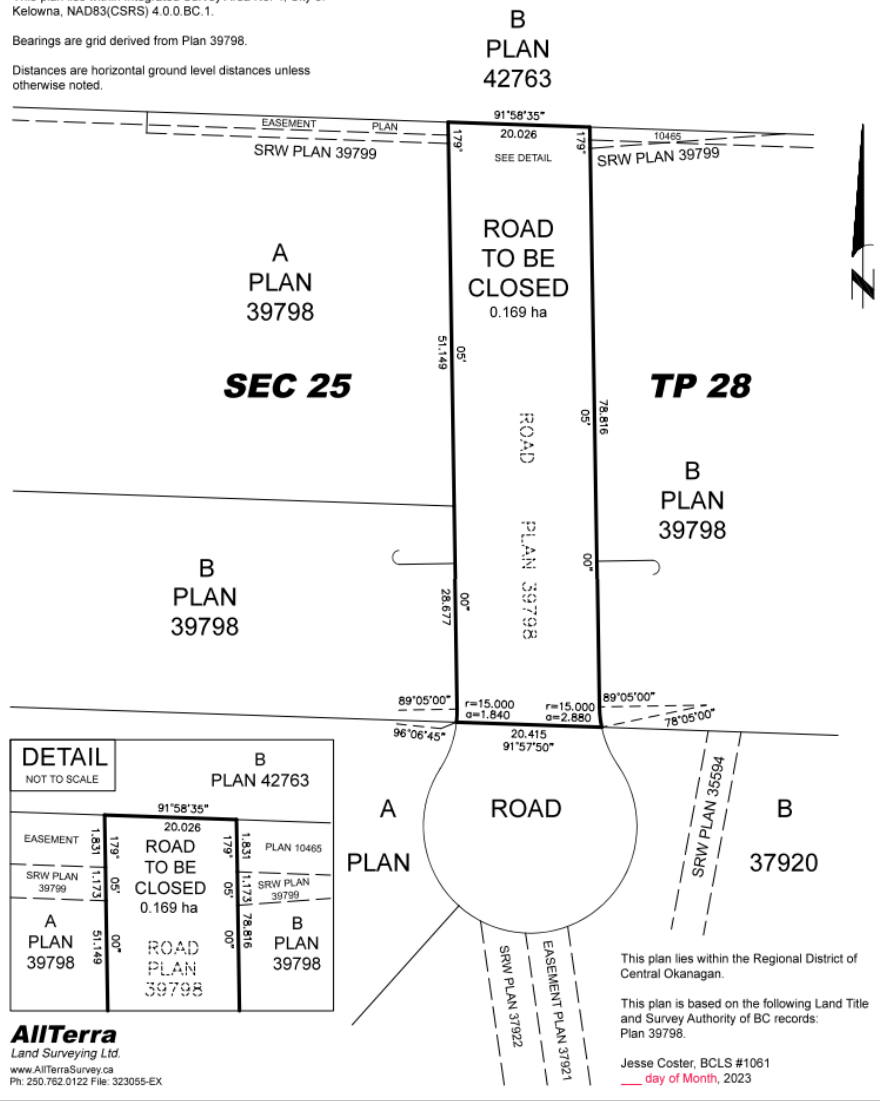 Kelowna, NAD83(CSRS) 4.0.0.BC.1.
Bearings are grid derived from Plan 39798.
Distances are horizontal ground level distances unless
otherwise noted.
B
PLAN
42763
91°58'35"
20.026
SEE DETAIL
179°
179°
EASEMENT PLAN
SRW PLAN 39799
10465
SRW PLAN 39799
A
PLAN
39798
ROAD
TO BE
CLOSED
0.169 ha
N
51.149
05'
SEC 25
TP 28
05'
78.816
ROAD
PLAN 39798
B
PLAN
39798
B
PLAN
39798
00"
28.677
00"
89°05'00"
r=15.000
a=1.840
r=15.000
a=2.880
89°05'00"
78°05'00"
96°06'45"
20.415
91°57'50"
DETAIL
NOT TO SCALE
B
PLAN 42763
91°58'35"
20.026
EASEMENT
1.831
179°
ROAD
TO BE
CLOSED
0.169 ha
179°
1.831
PLAN 10465
SRW PLAN
39799
1.173
05'
05'
1.173
SRW PLAN
39799
A
PLAN
39798
51.149
00"
ROAD
PLAN
39798
00"
78.816
B
PLAN
39798
A
PLAN
ROAD
SRW PLAN 35594
B
37920
SRW PLAN 37922
EASEMENT PLAN 37921
AllTerra
Land Surveying Ltd.
www.AllTerraSurvey.ca
Ph: 250.762.0122 File: 323055-EX
This plan lies within the Regional District of
Central Okanagan.
This plan is based on the following Land Title
and Survey Authority of BC records:
Plan 39798.
Jesse Coster, BCLS #1061
___ day of Month, 2023